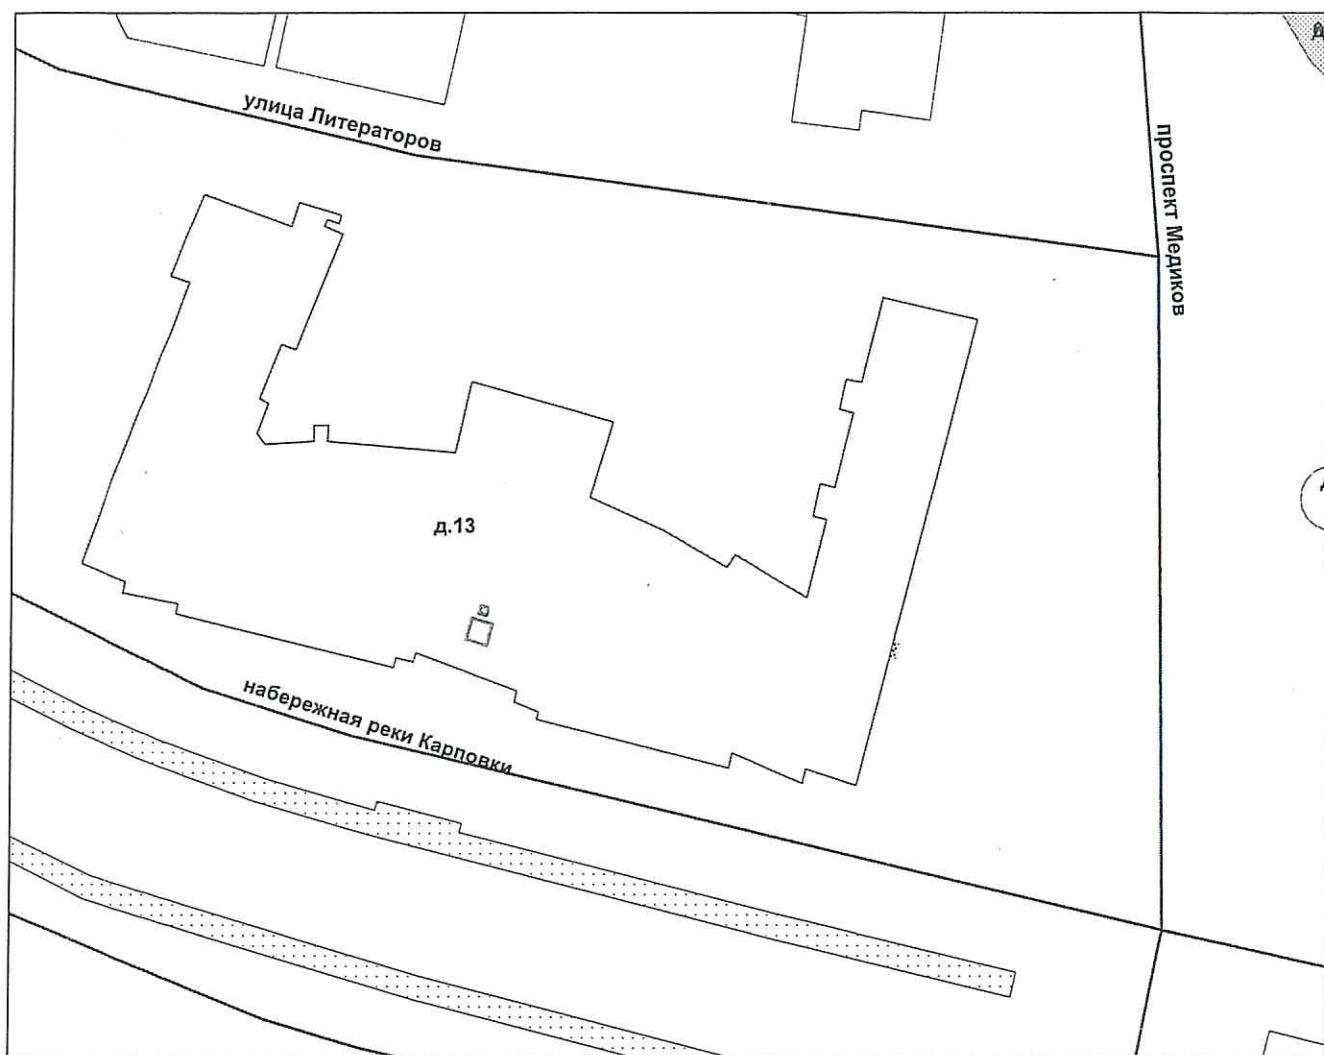 улица Литераторов
проспект Медиков
д.13
набережная реки Карповки